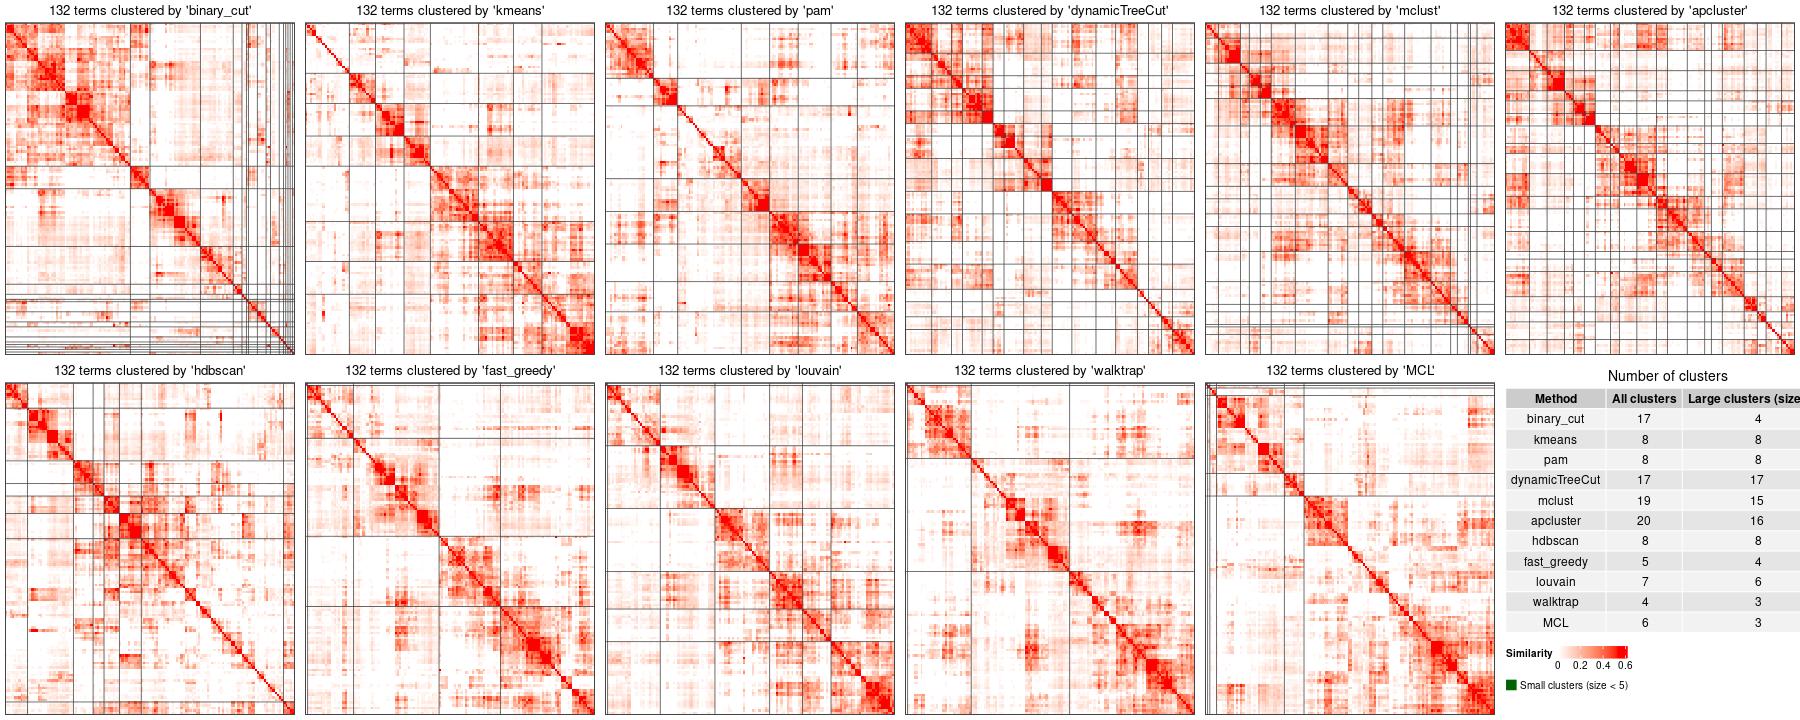 132 terms clustered by 'binary_cut'
132 terms clustered by 'kmeans'
132 terms clustered by 'pam'
132 terms clustered by 'dynamicTreeCut'
132 terms clustered by 'mclust'
132 terms clustered by 'apcluster'
132 terms clustered by 'hdbscan'
132 terms clustered by 'fast_greedy'
132 terms clustered by 'louvain'
132 terms clustered by 'walktrap'
132 terms clustered by 'MCL'
Number of clusters
Method All clusters Large clusters (size
binary_cut 17 4
kmeans 8 8
pam 8 8
dynamicTreeCut 17 17
mclust 19 15
apcluster 20 16
hdbscan 8 8
fast_greedy 5 4
louvain 7 6
walktrap 4 3
MCL 6 3
Similarity
0 0.2 0.4 0.6
Small clusters (size < 5)